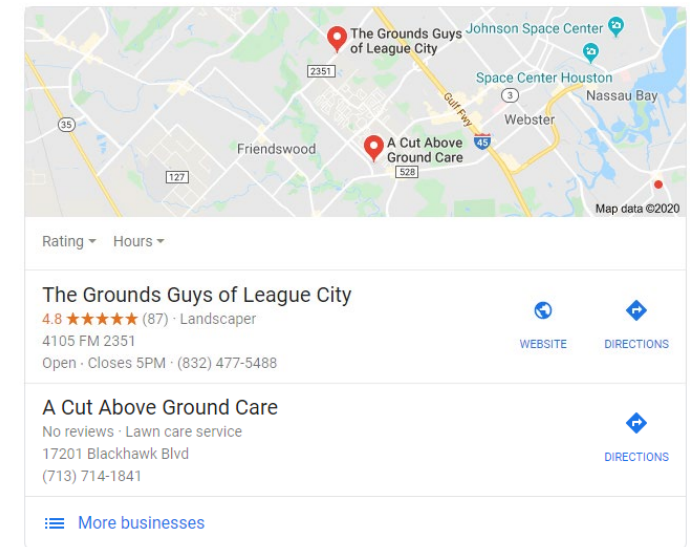 The Grounds Guys
of League City
Johnson Space Center
2351
Space Center Houston
3
Nassau Bay
Gulf Fwy
Webster
35
Friendswood
A Cut Above
Ground Care
45
528
127
Map data ©2020
Rating
Hours
The Grounds Guys of League City
4.8 ★★★★★ (87) · Landscaper
4105 FM 2351
Open · Closes 5PM · (832) 477-5488
WEBSITE
DIRECTIONS
A Cut Above Ground Care
No reviews · Lawn care service
17201 Blackhawk Blvd
(713) 714-1841
DIRECTIONS
More businesses